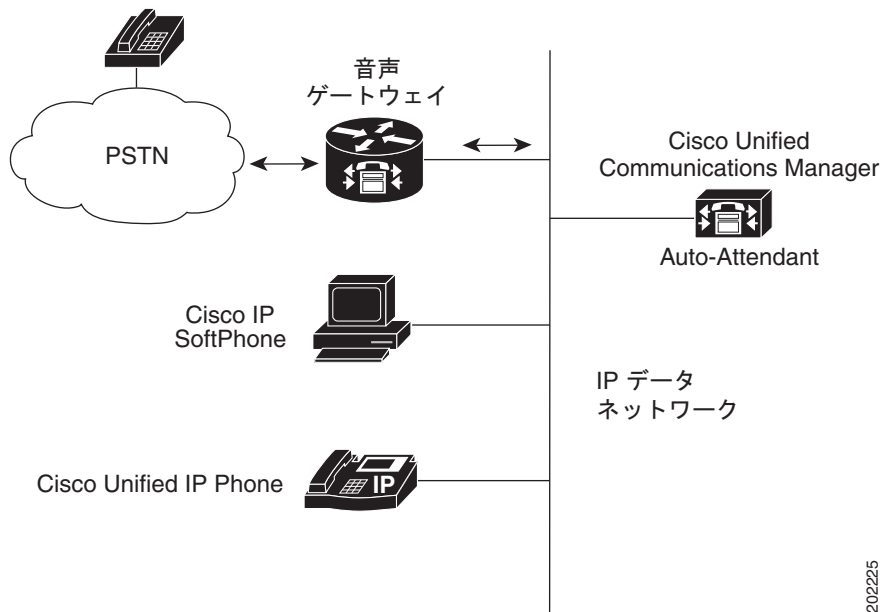 音声
ゲートウェイ
PSTN
Cisco Unified
Communications Manager
Auto-Attendant
Cisco IP
SoftPhone
IP データ
ネットワーク
Cisco Unified IP Phone
IP
202225